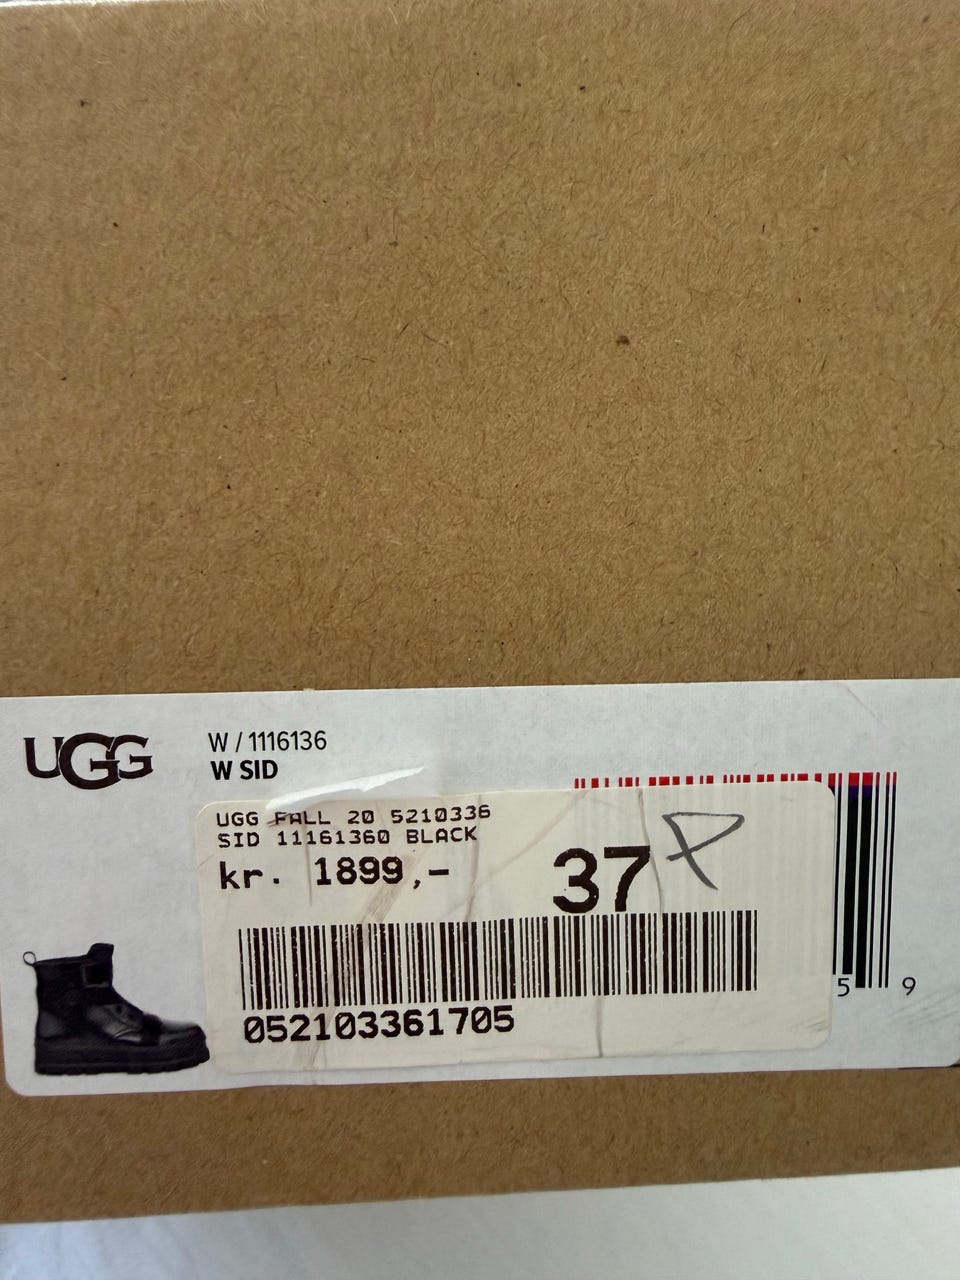 UGG
W / 1116136
W SID
UGG FALL 20 5210336
SID 11161360 BLACK
kr. 1899,-
37
052103361705
5 9